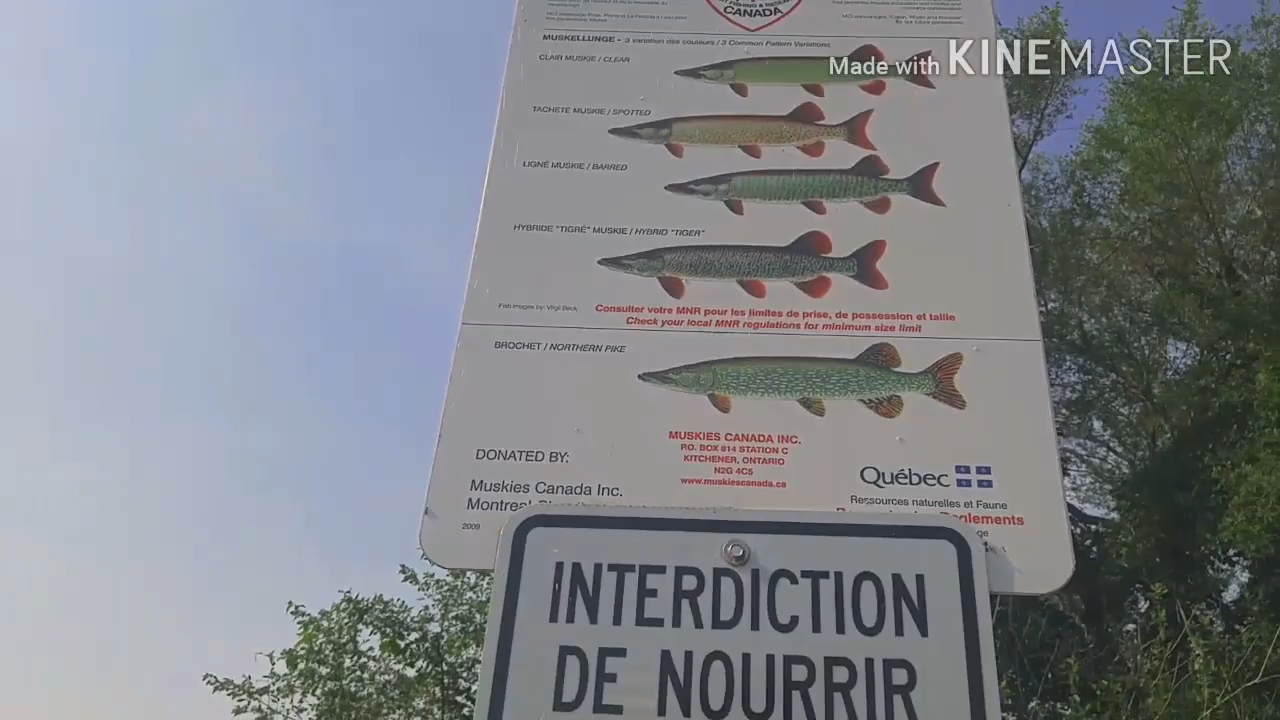 CANADA
MUSKELLUNGE - 3 variation des couleurs / 3 Common Pattern Variations
CLAIR MUSKIE / CLEAR
Made with KINEMASTER
TACHETÉ MUSKIE / SPOTTED
LIGNÉ MUSKIE / BARRED
HYBRIDE "TIGRÉ" MUSKIE / HYBRID "TIGER"
Fish images by: Virgil Beck
Consulter votre MNR pour les limites de prise, de possession et taille
Check your local MNR regulations for minimum size limit
BROCHET / NORTHERN PIKE
MUSKIES CANADA INC.
P.O. BOX 814 STATION C
KITCHENER, ONTARIO
N2G 4C5
www.muskiescanada.ca
DONATED BY:
Muskies Canada Inc.
Montreal
2009
Québec
Ressources naturelles et Faune
INTERDICTION
DE NOURRIR